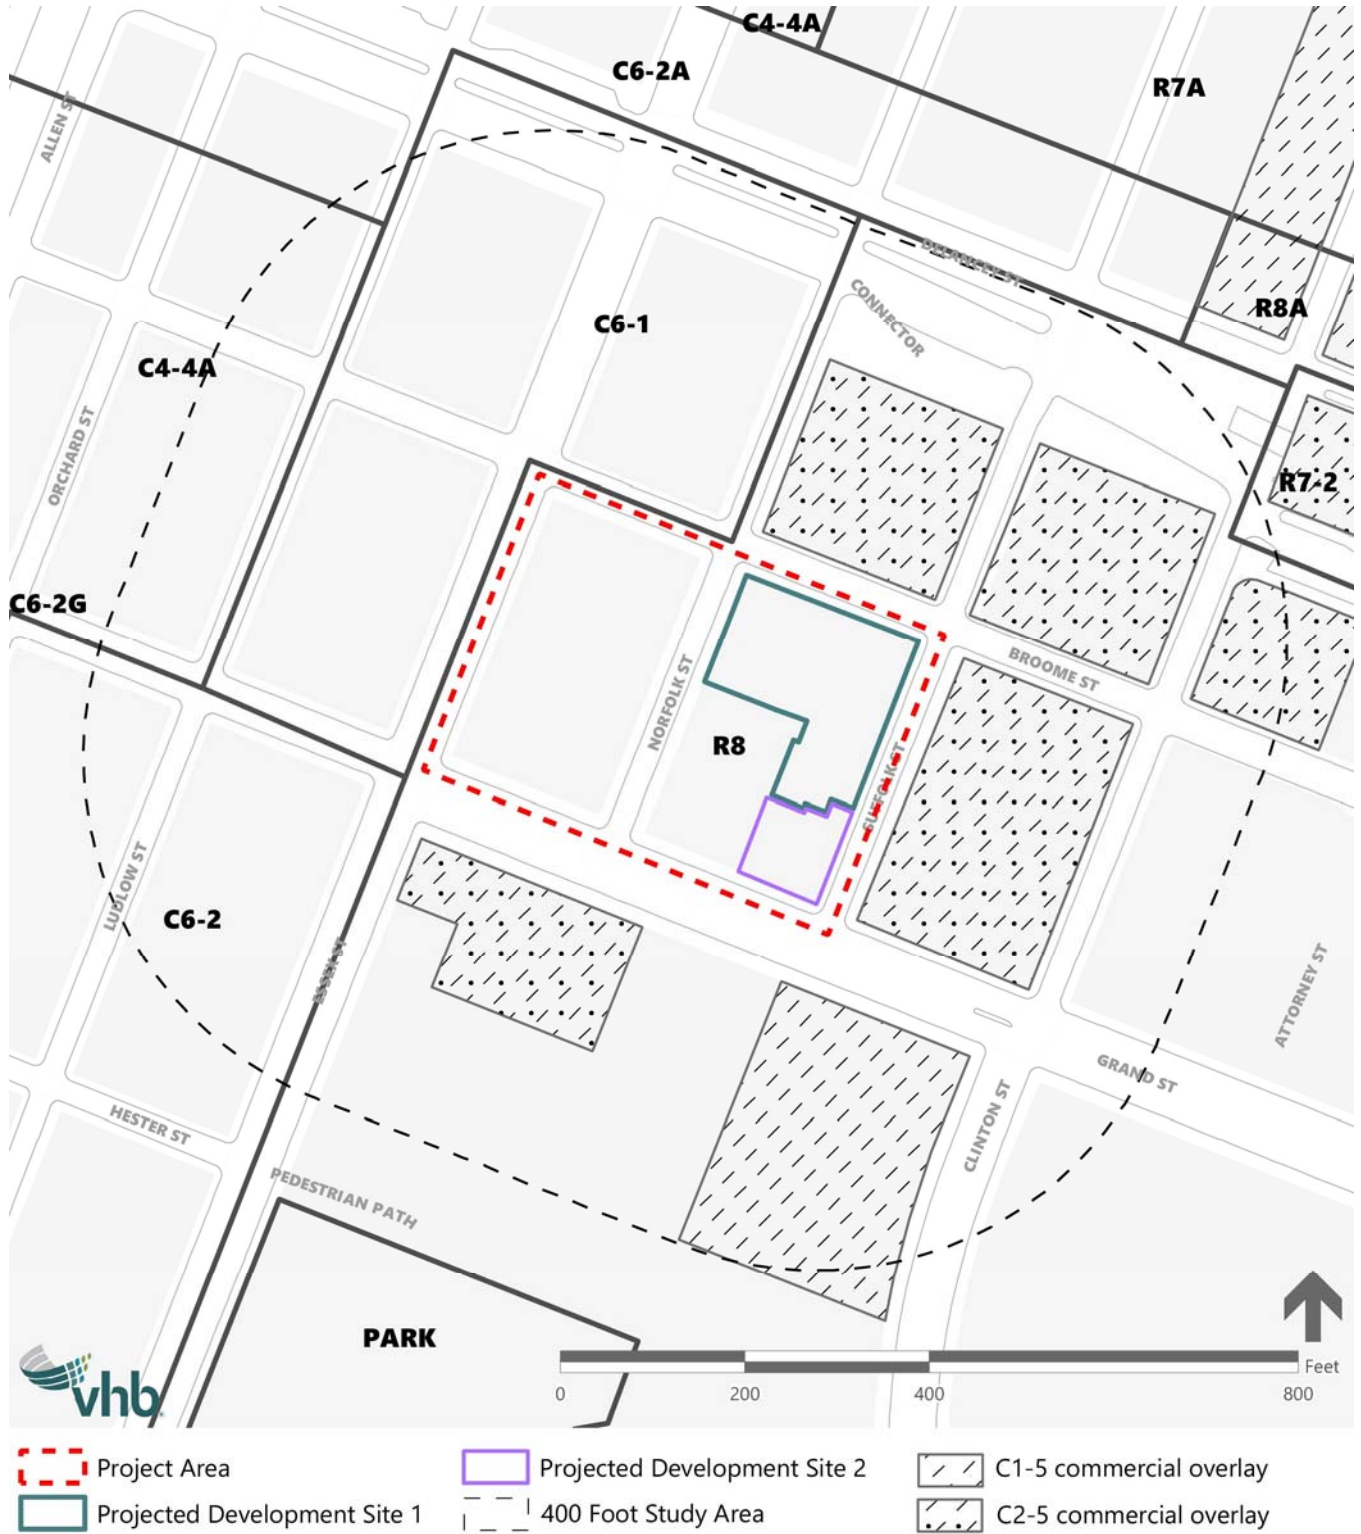 C4-4A
C6-2A
R7A
ALLEN ST
DELANCEY ST
CONNECTOR
R8A
C6-1
C4-4A
ORCHARD ST
R7-2
C6-2G
BROOME ST
NORFOLK ST
R8
SUFFOLK ST
LUDLOW ST
C6-2
ESSEX ST
ATTORNEY ST
GRAND ST
CLINTON ST
HESTER ST
PEDESTRIAN PATH
PARK
vhb
Feet
0 200 400 800
Project Area
Projected Development Site 2
C1-5 commercial overlay
Projected Development Site 1
400 Foot Study Area
C2-5 commercial overlay